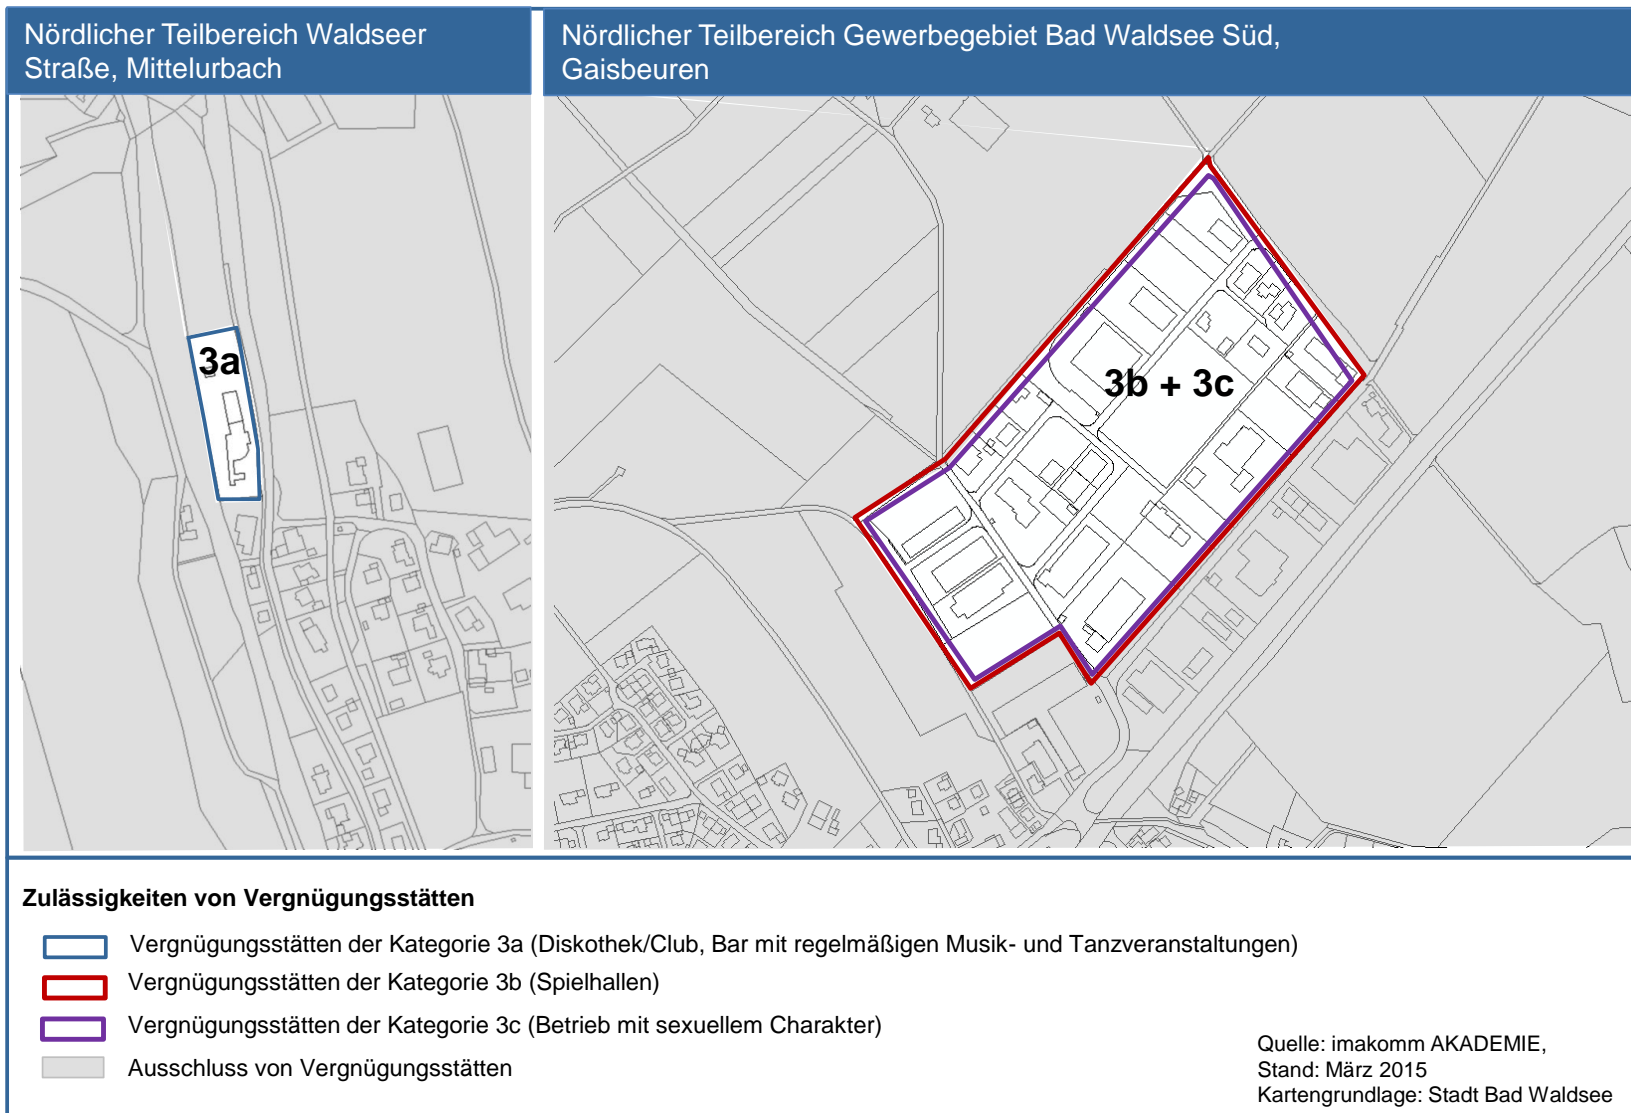 Nördlicher Teilbereich Waldseer
Straße, Mittelurbach
Nördlicher Teilbereich Gewerbegebiet Bad Waldsee Süd,
Gaisbeuren
3a
3b + 3c
Zulässigkeiten von Vergnügungsstätten
Vergnügungsstätten der Kategorie 3a (Diskothek/Club, Bar mit regelmäßigen Musik- und Tanzveranstaltungen)
Vergnügungsstätten der Kategorie 3b (Spielhallen)
Vergnügungsstätten der Kategorie 3c (Betrieb mit sexuellem Charakter)
Ausschluss von Vergnügungsstätten
Quelle: imakomm AKADEMIE,
Stand: März 2015
Kartengrundlage: Stadt Bad Waldsee